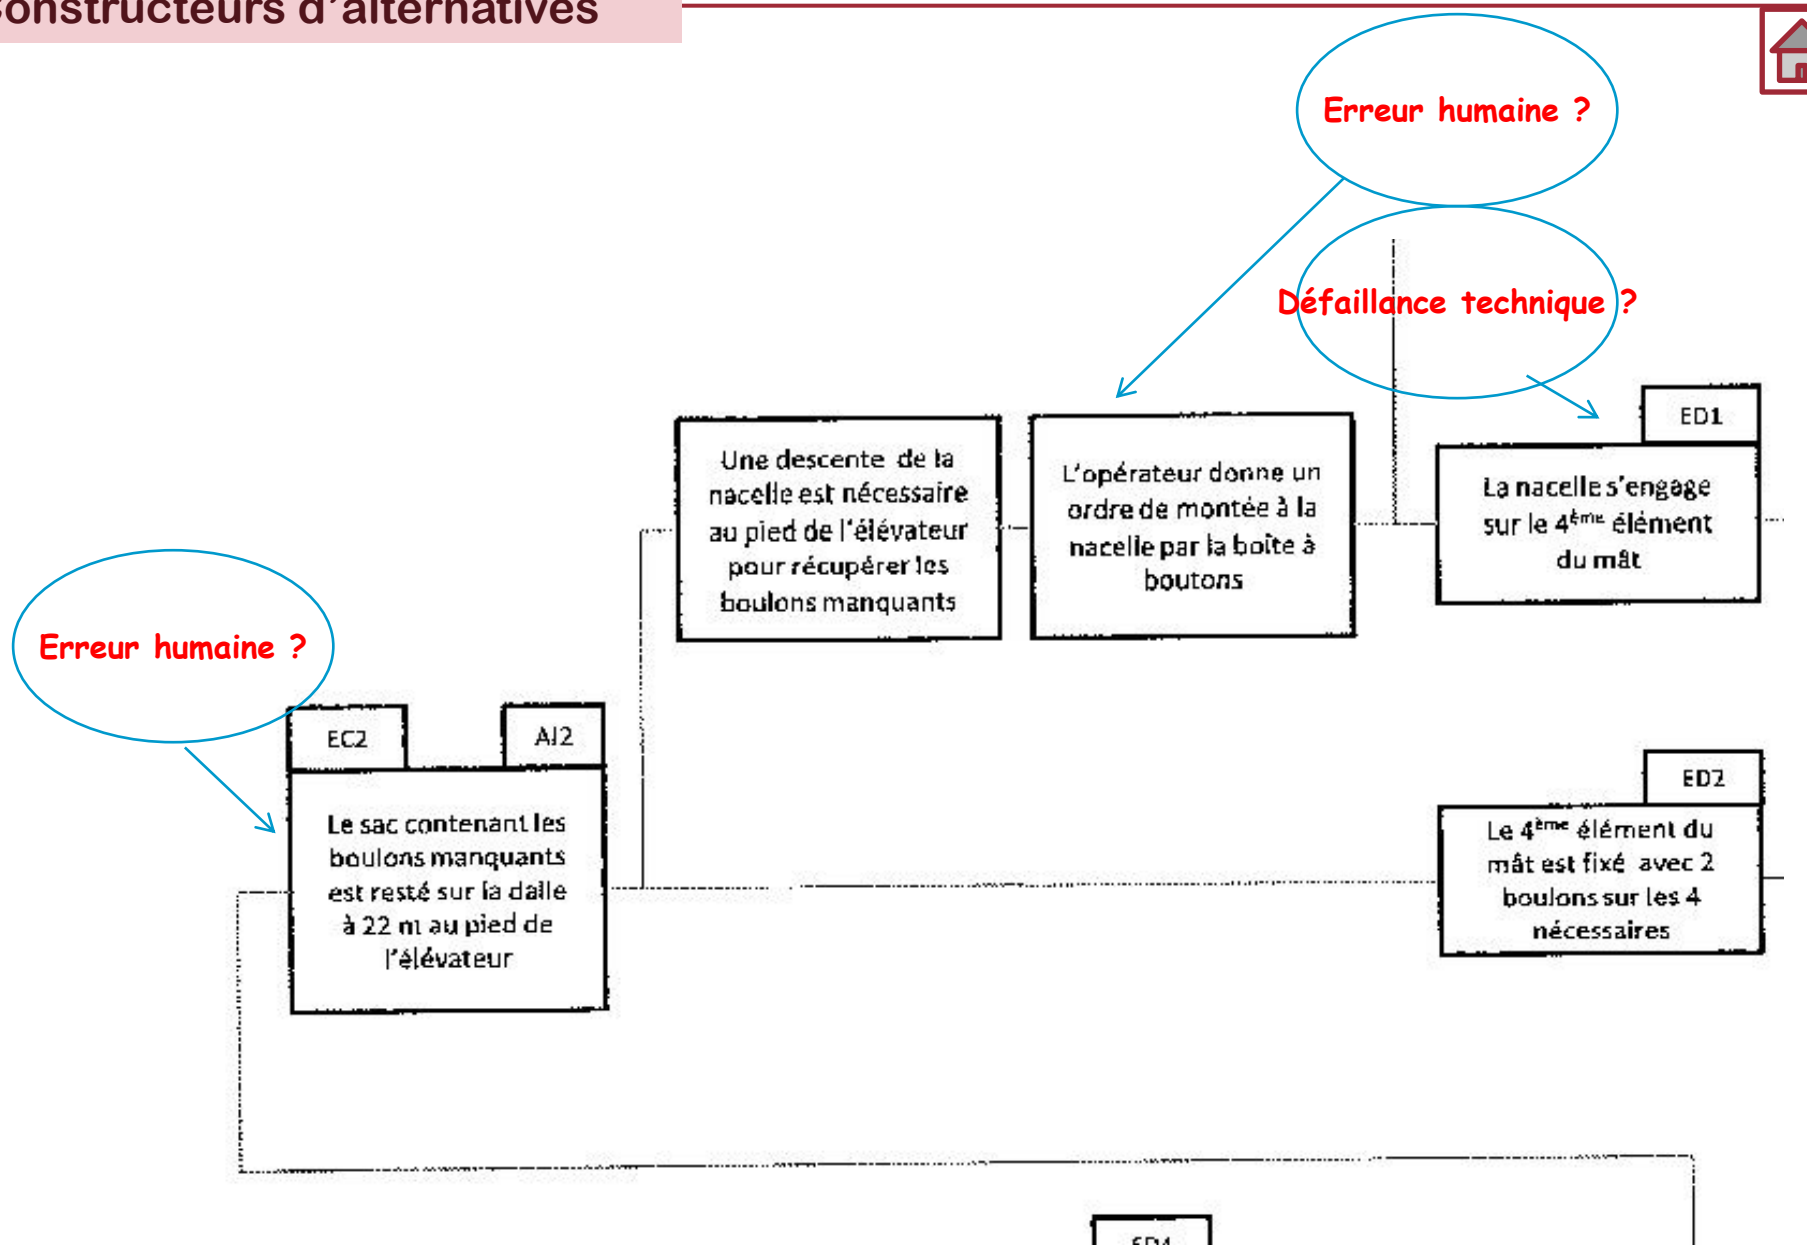 onstructeurs d'alternatives
Erreur humaine ?
Défaillance technique ?
ED1
Une descente de la
nacelle est nécessaire
au pied de l'élévateur
pour récupérer les
boulons manquants
L'opérateur donne un
ordre de montée à la
nacelle par la boîte à
boutons
La nacelle s'engage
sur le 4ème élément
du mât
Erreur humaine ?
EC2
AJ2
Le sac contenant les
boulons manquants
est resté sur la dalle
à 22 m au pied de
l'élévateur
ED2
Le 4ème élément du
mât est fixé avec 2
boulons sur les 4
nécessaires